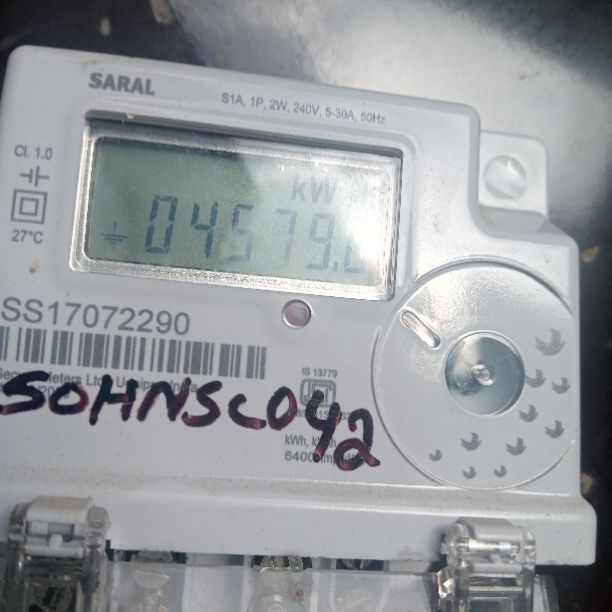 SARAL
S1A, 1P, 2W, 240V, 5-30A, 50Hz
Cl. 1.0
27°C
kW
04579.
SS17072290
IS 13779
SOHNSC042
kWh,
6400